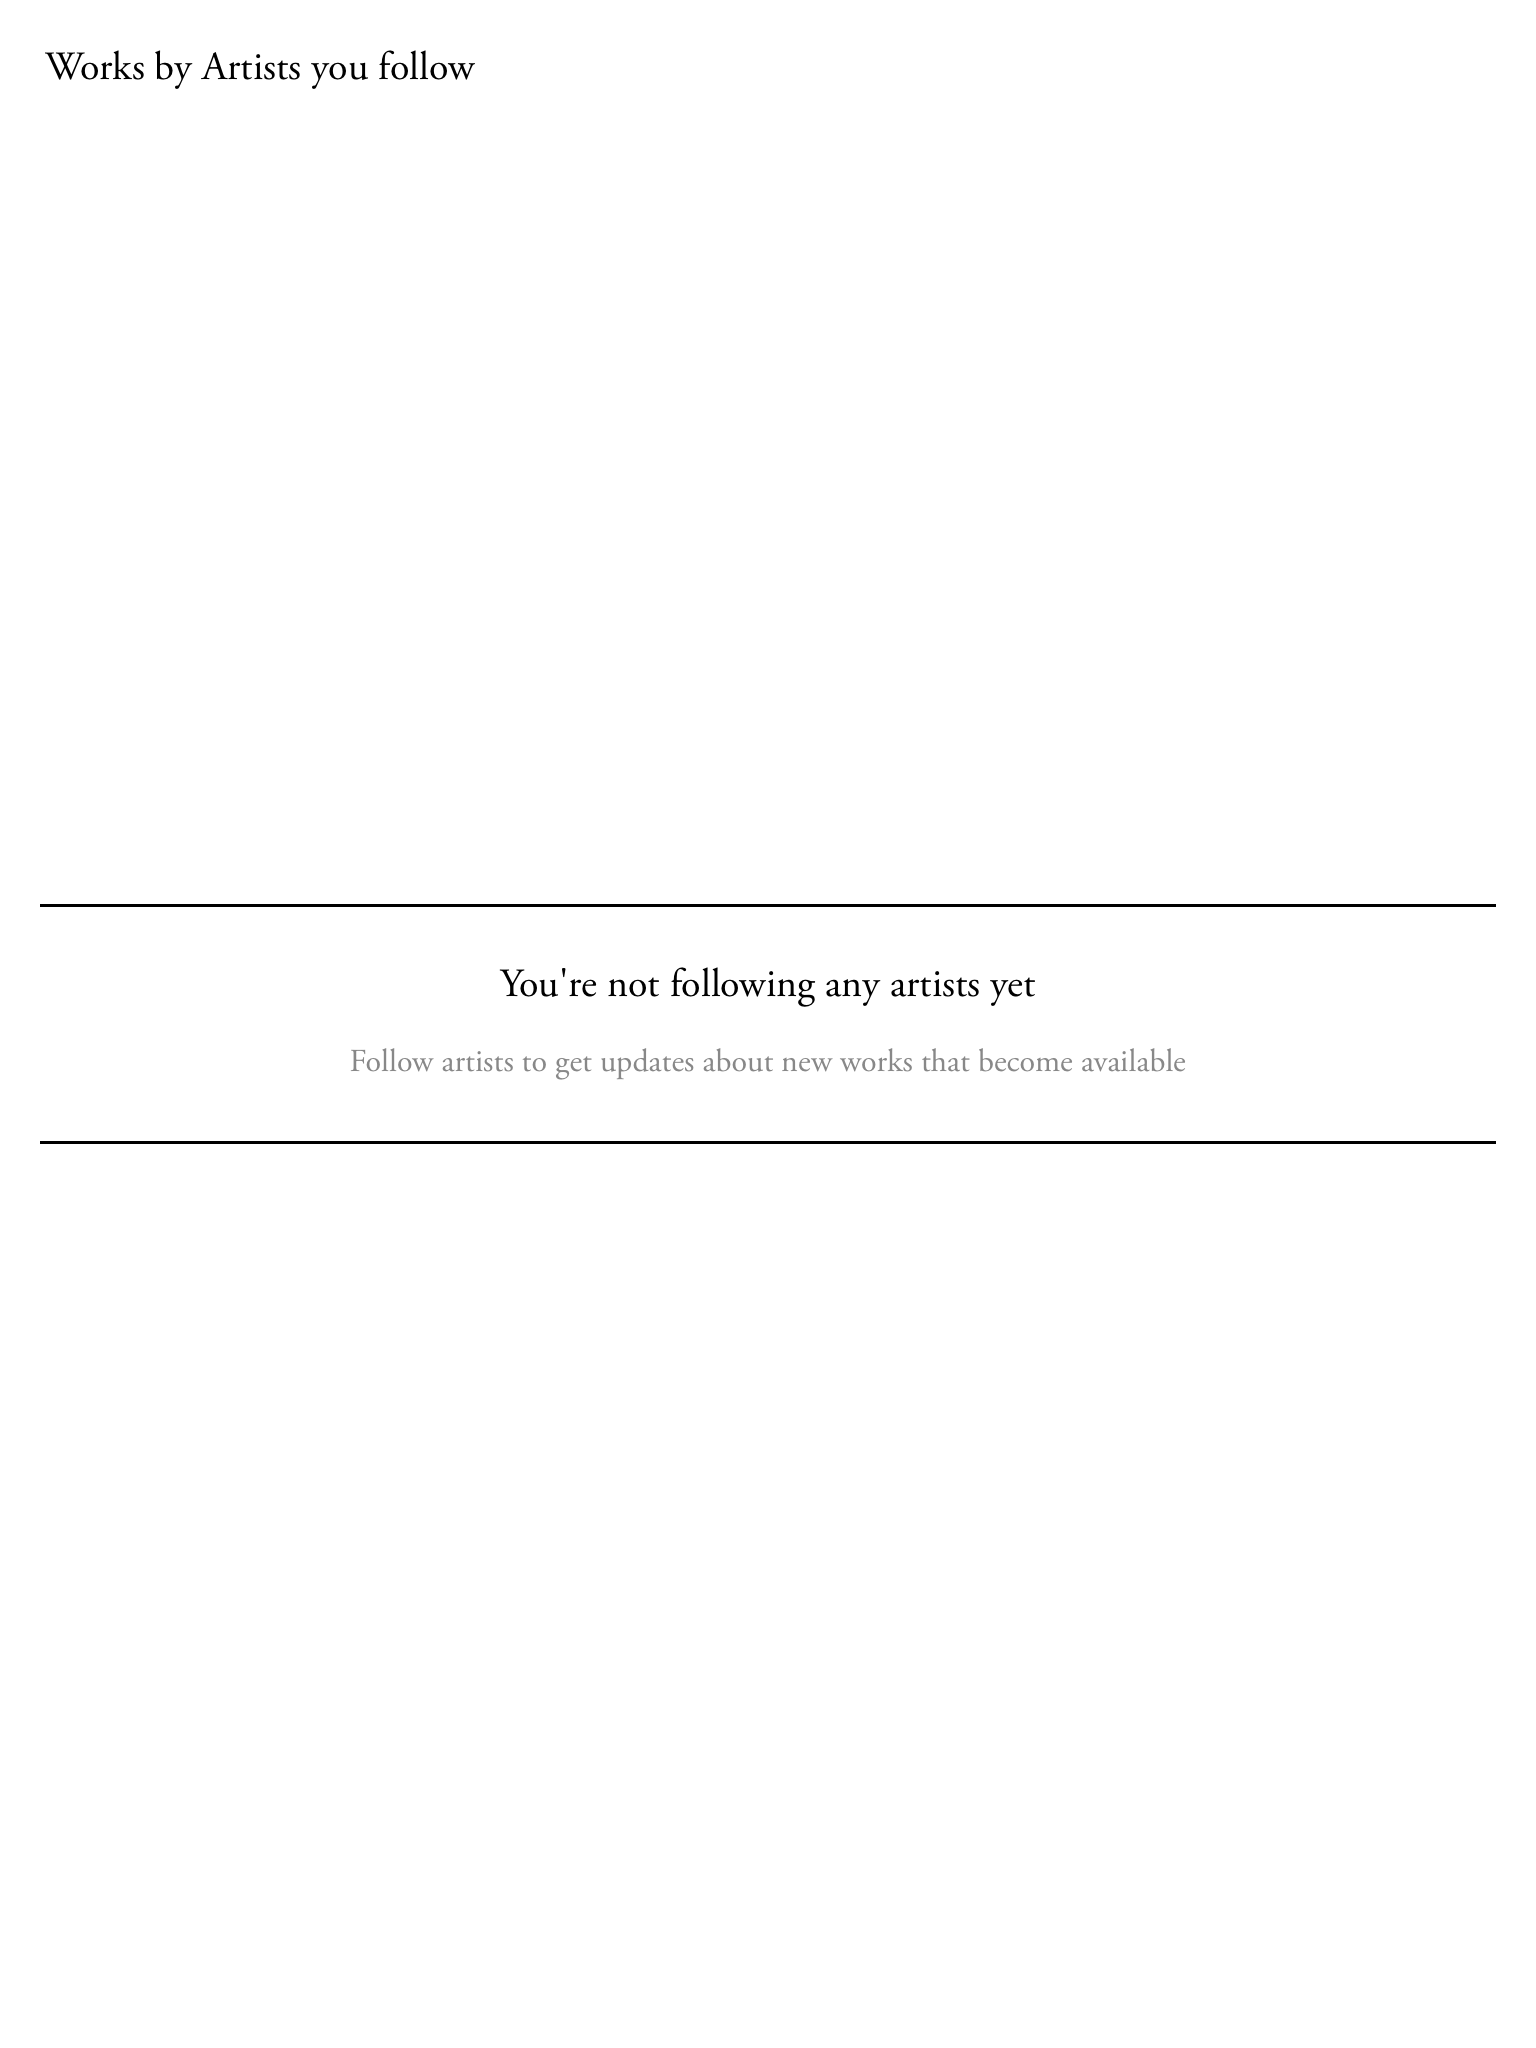 Works by Artists you follow
You're not following any artists yet
Follow artists to get updates about new works that become available